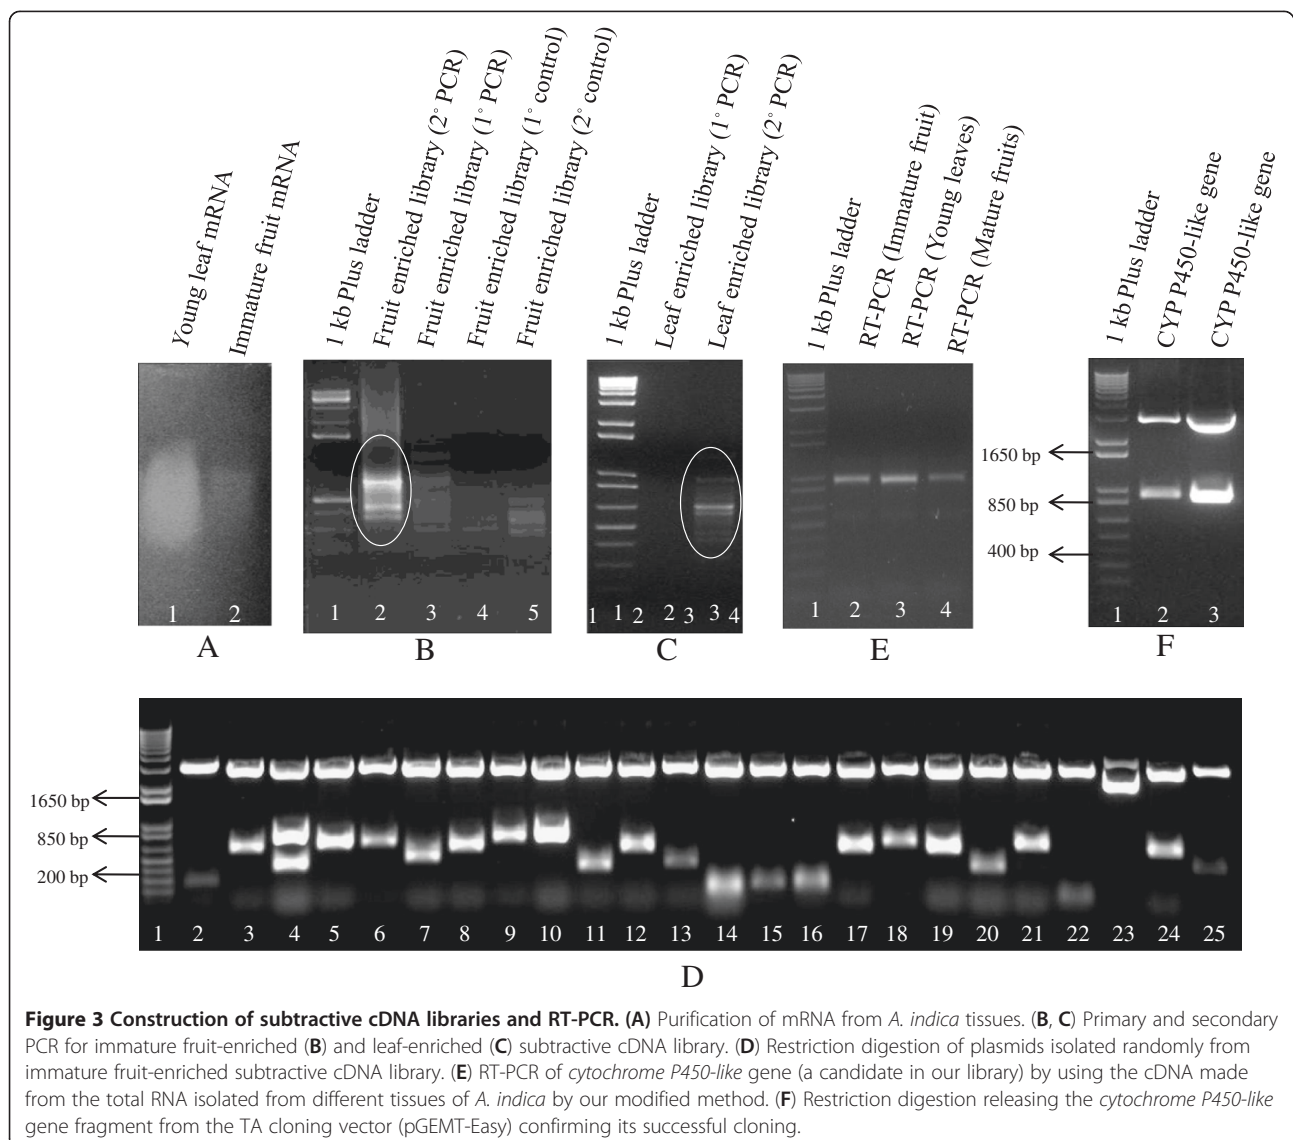 Young leaf mRNA
Immature fruit mRNA
1 kb Plus ladder
Fruit enriched library (2° PCR)
Fruit enriched library (1° PCR)
Fruit enriched library (1° control)
Fruit enriched library (2° control)
1 kb Plus ladder
Leaf enriched library (1° PCR)
Leaf enriched library (2° PCR)
1 kb Plus ladder
RT-PCR (Immature fruit)
RT-PCR (Young leaves)
RT-PCR (Mature fruits)
1 kb Plus ladder
CYP P450-like gene
CYP P450-like gene
1650 bp
850 bp
400 bp
1 2
1 2 3 4 5
1 1 2 2 3 3 4
1 2 3 4
1 2 3
A
B
C
E
F
1650 bp
850 bp
200 bp
1 2 3 4 5 6 7 8 9 10 11 12 13 14 15 16 17 18 19 20 21 22 23 24 25
D
Figure 3 Construction of subtractive cDNA libraries and RT-PCR. (A) Purification of mRNA from A. indica tissues. (B, C) Primary and secondary
PCR for immature fruit-enriched (B) and leaf-enriched (C) subtractive cDNA library. (D) Restriction digestion of plasmids isolated randomly from
immature fruit-enriched subtractive cDNA library. (E) RT-PCR of cytochrome P450-like gene (a candidate in our library) by using the cDNA made
from the total RNA isolated from different tissues of A. indica by our modified method. (F) Restriction digestion releasing the cytochrome P450-like
gene fragment from the TA cloning vector (pGEMT-Easy) confirming its successful cloning.